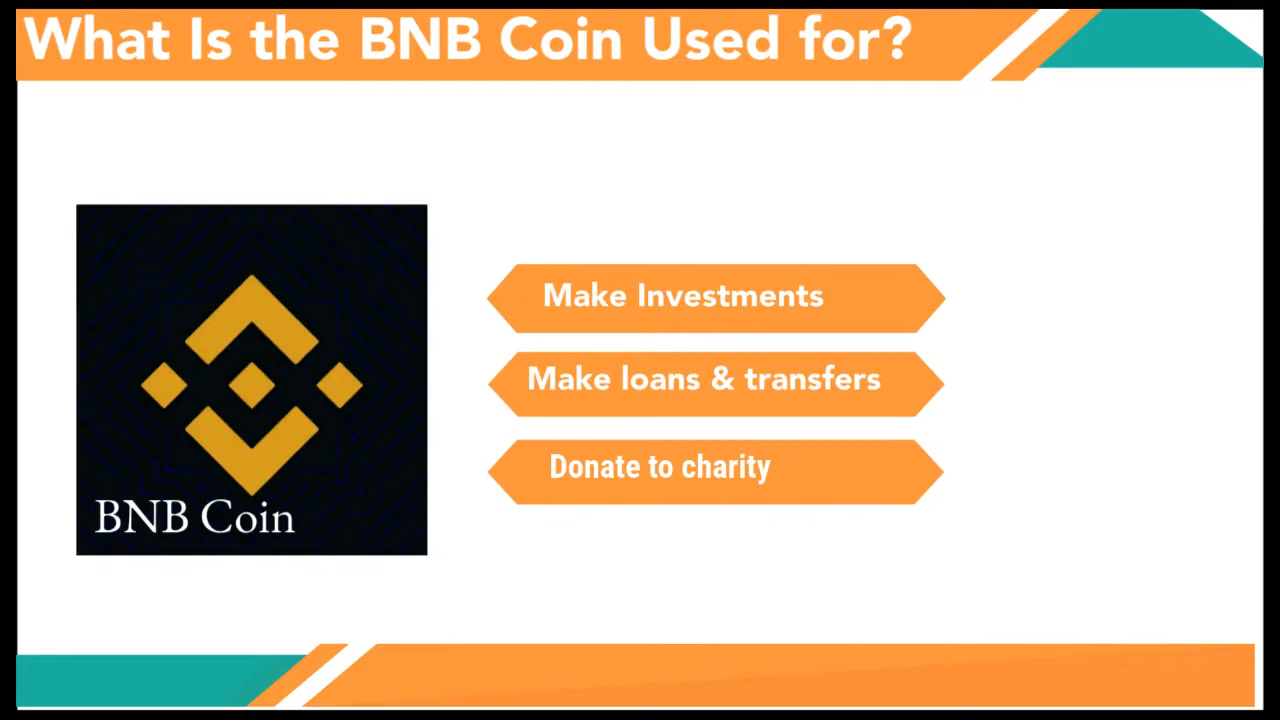 What Is the BNB Coin Used for?
Make Investments
Make loans & transfers
Donate to charity
BNB Coin